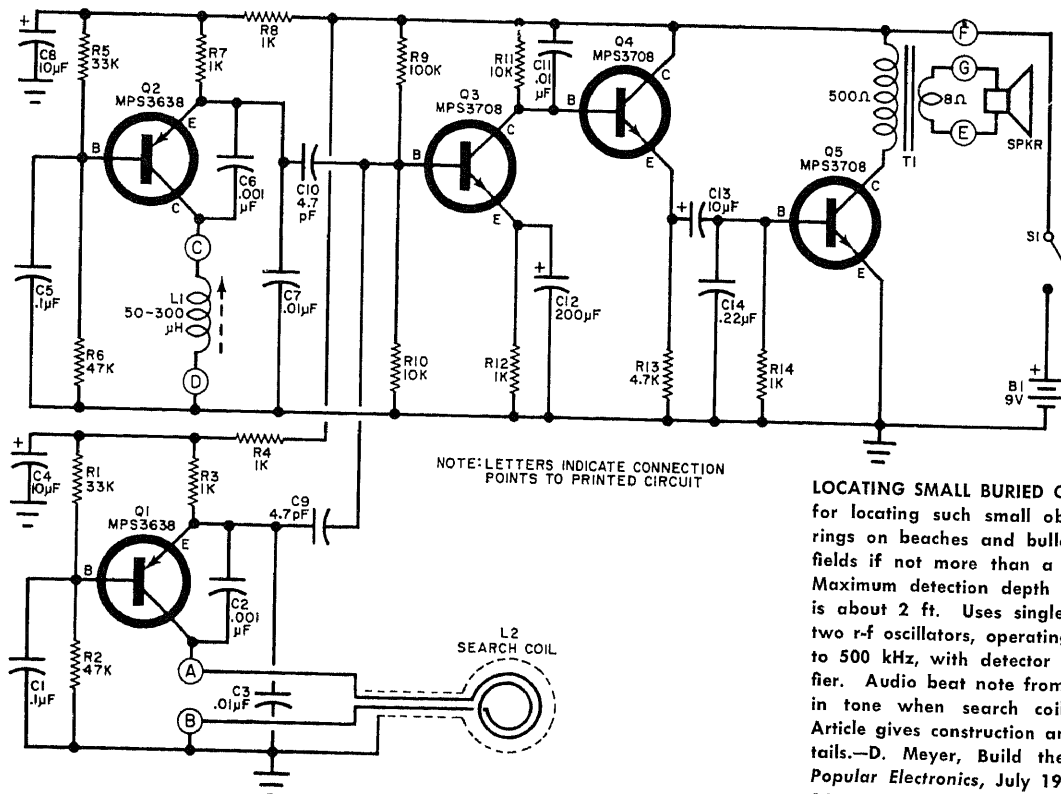 C8
10µF
R5
33K
R7
1K
R8
1K
Q2
MPS3638
E
B
C
C6
.001
µF
C5
.1µF
R6
47K
C
L1
50-300
µH
D
C7
.01µF
C10
4.7
pF
R9
100K
R10
10K
R11
10K
C11
.01
µF
Q3
MPS3708
B
C
E
R12
1K
C12
200µF
Q4
MPS3708
B
C
E
R13
4.7K
C13
10µF
C14
.22µF
R14
1K
Q5
MPS3708
B
C
E
500Ω
T1
8Ω
F
G
E
SPKR
S1
B1
9V
C4
10µF
R1
33K
R3
1K
R4
1K
Q1
MPS3638
E
B
C2
.001
µF
C9
4.7pF
C1
.1µF
R2
47K
A
B
C3
.01µF
L2
SEARCH COIL
NOTE: LETTERS INDICATE CONNECTION
POINTS TO PRINTED CIRCUIT
LOCATING SMALL BURIED
for locating such small
rings on beaches and
fields if not more than a
Maximum detection depth
is about 2 ft. Uses single
two r-f oscillators, operating
to 500 kHz, with detector
fier. Audio beat note from
in tone when search coil
Article gives construction
tails.—D. Meyer, Build the
Popular Electronics, July